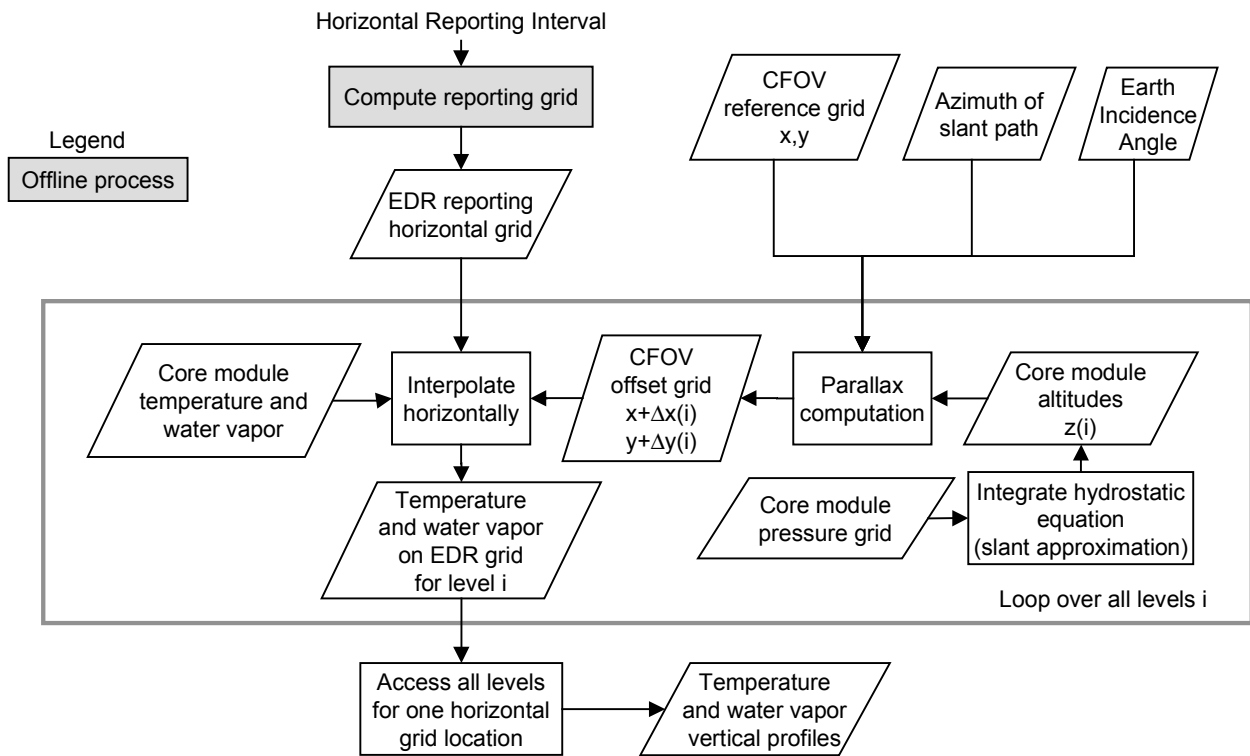 Horizontal Reporting Interval
Compute reporting grid
Legend
Offline process
EDR reporting
horizontal grid
CFOV
reference grid
x,y
Azimuth of
slant path
Earth
Incidence
Angle
Core module
temperature and
water vapor
Interpolate
horizontally
CFOV
offset grid
x+Δx(i)
y+Δy(i)
Parallax
computation
Core module
altitudes
z(i)
Temperature
and water vapor
on EDR grid
for level i
Core module
pressure grid
Integrate hydrostatic
equation
(slant approximation)
Loop over all levels i
Access all levels
for one horizontal
grid location
Temperature
and water vapor
vertical profiles